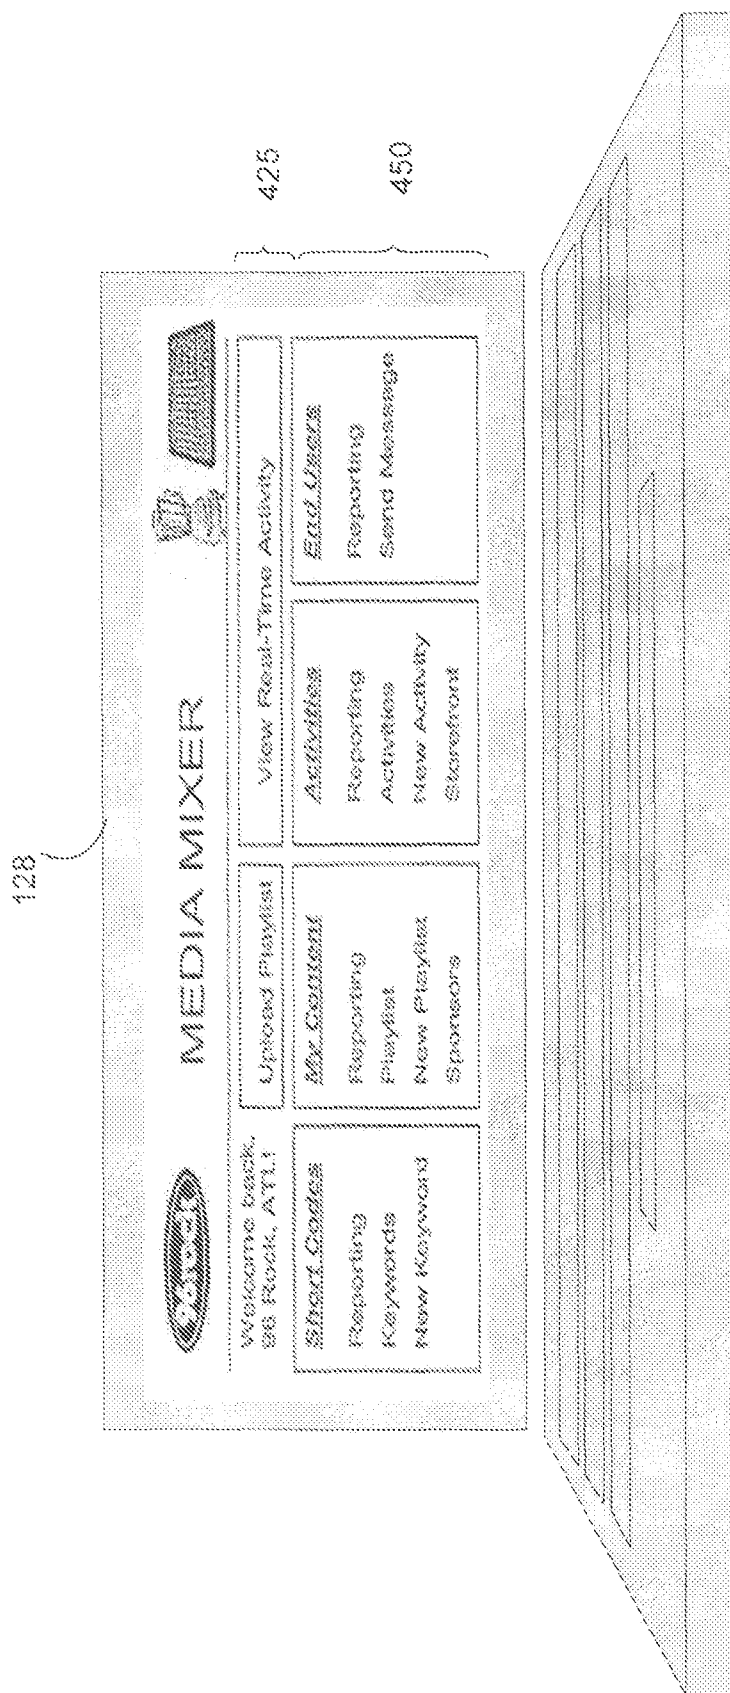 128
96rock
MEDIA MIXER
Welcome back,
96 Rock, ATL!
Upload Playlist
View Real-Time Activity
425
Short Codes
Reporting
Keywords
New Keyword
My Content
Reporting
Playlist
New Playlist
Sponsors
Activities
Reporting
Activities
New Activity
Storefront
End Users
Reporting
Send Message
450